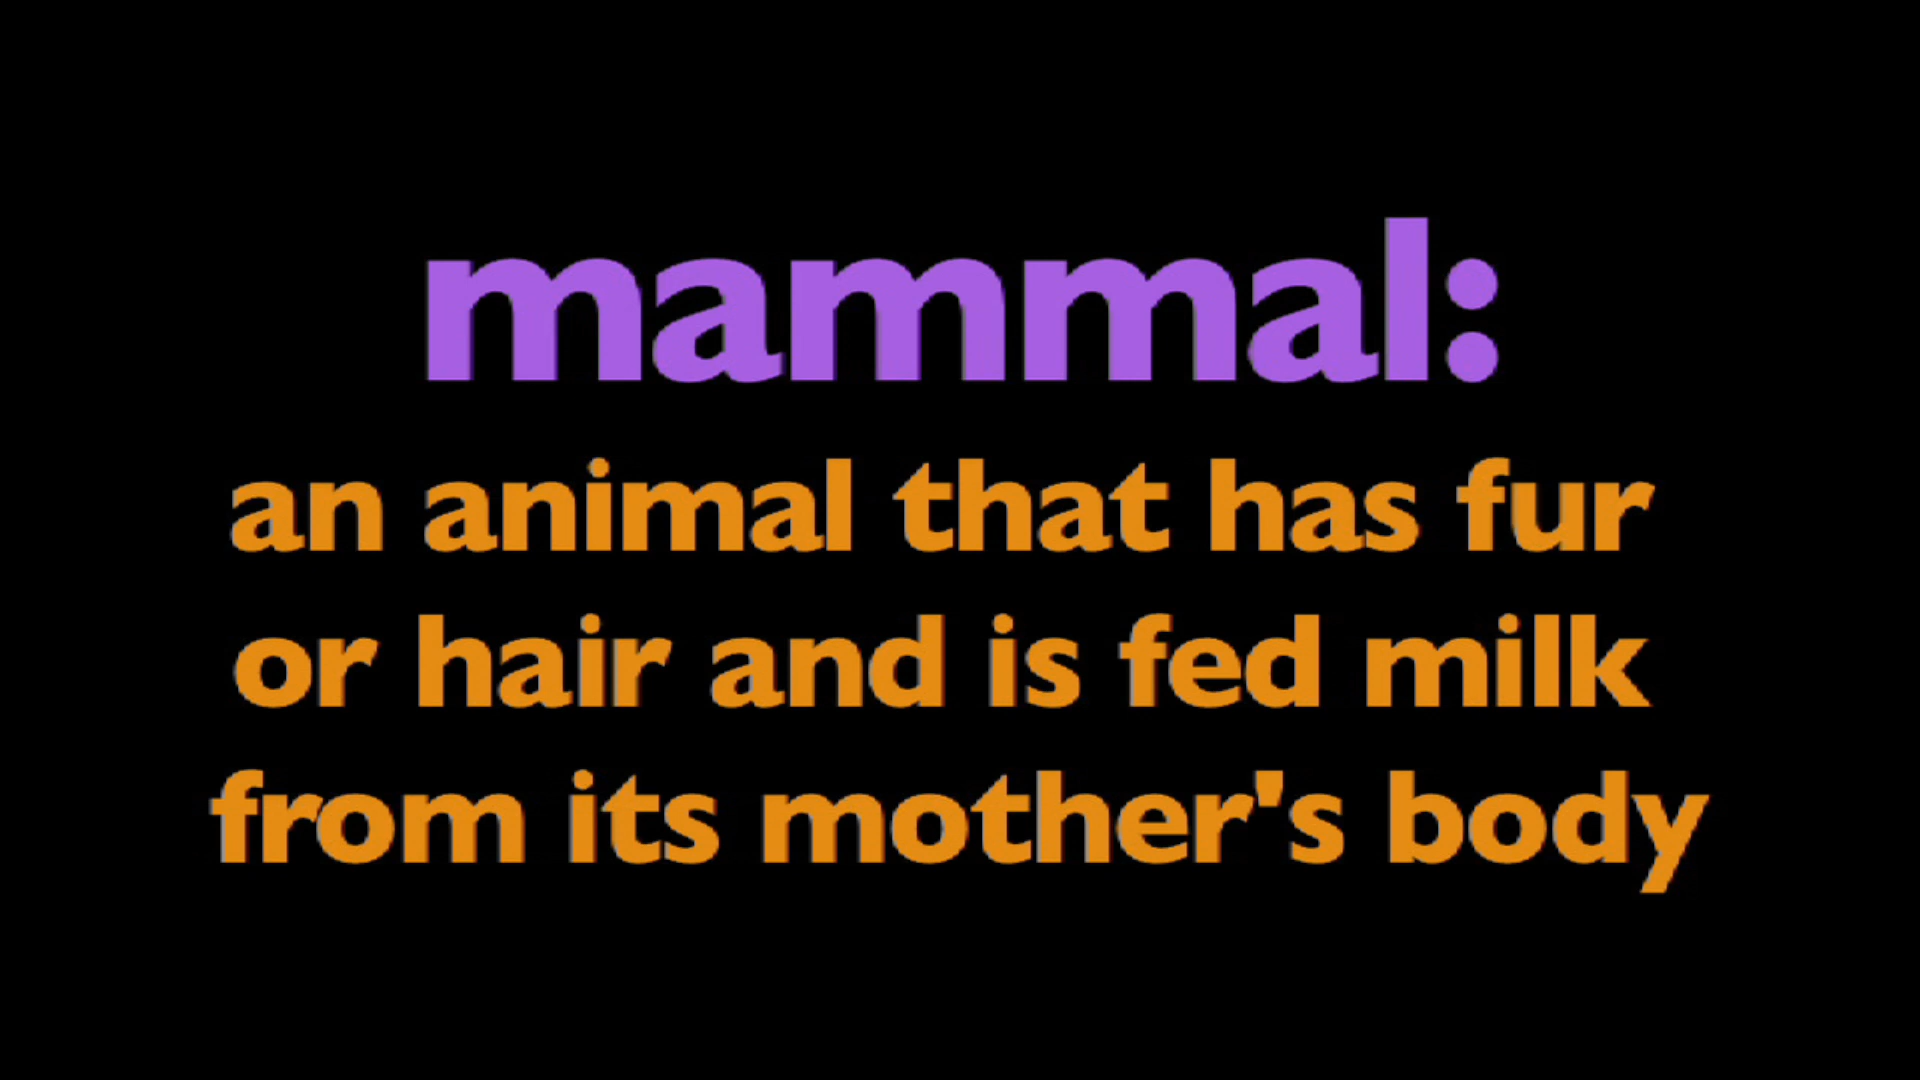 mammal:
an animal that has fur
or hair and is fed milk
from its mother's body